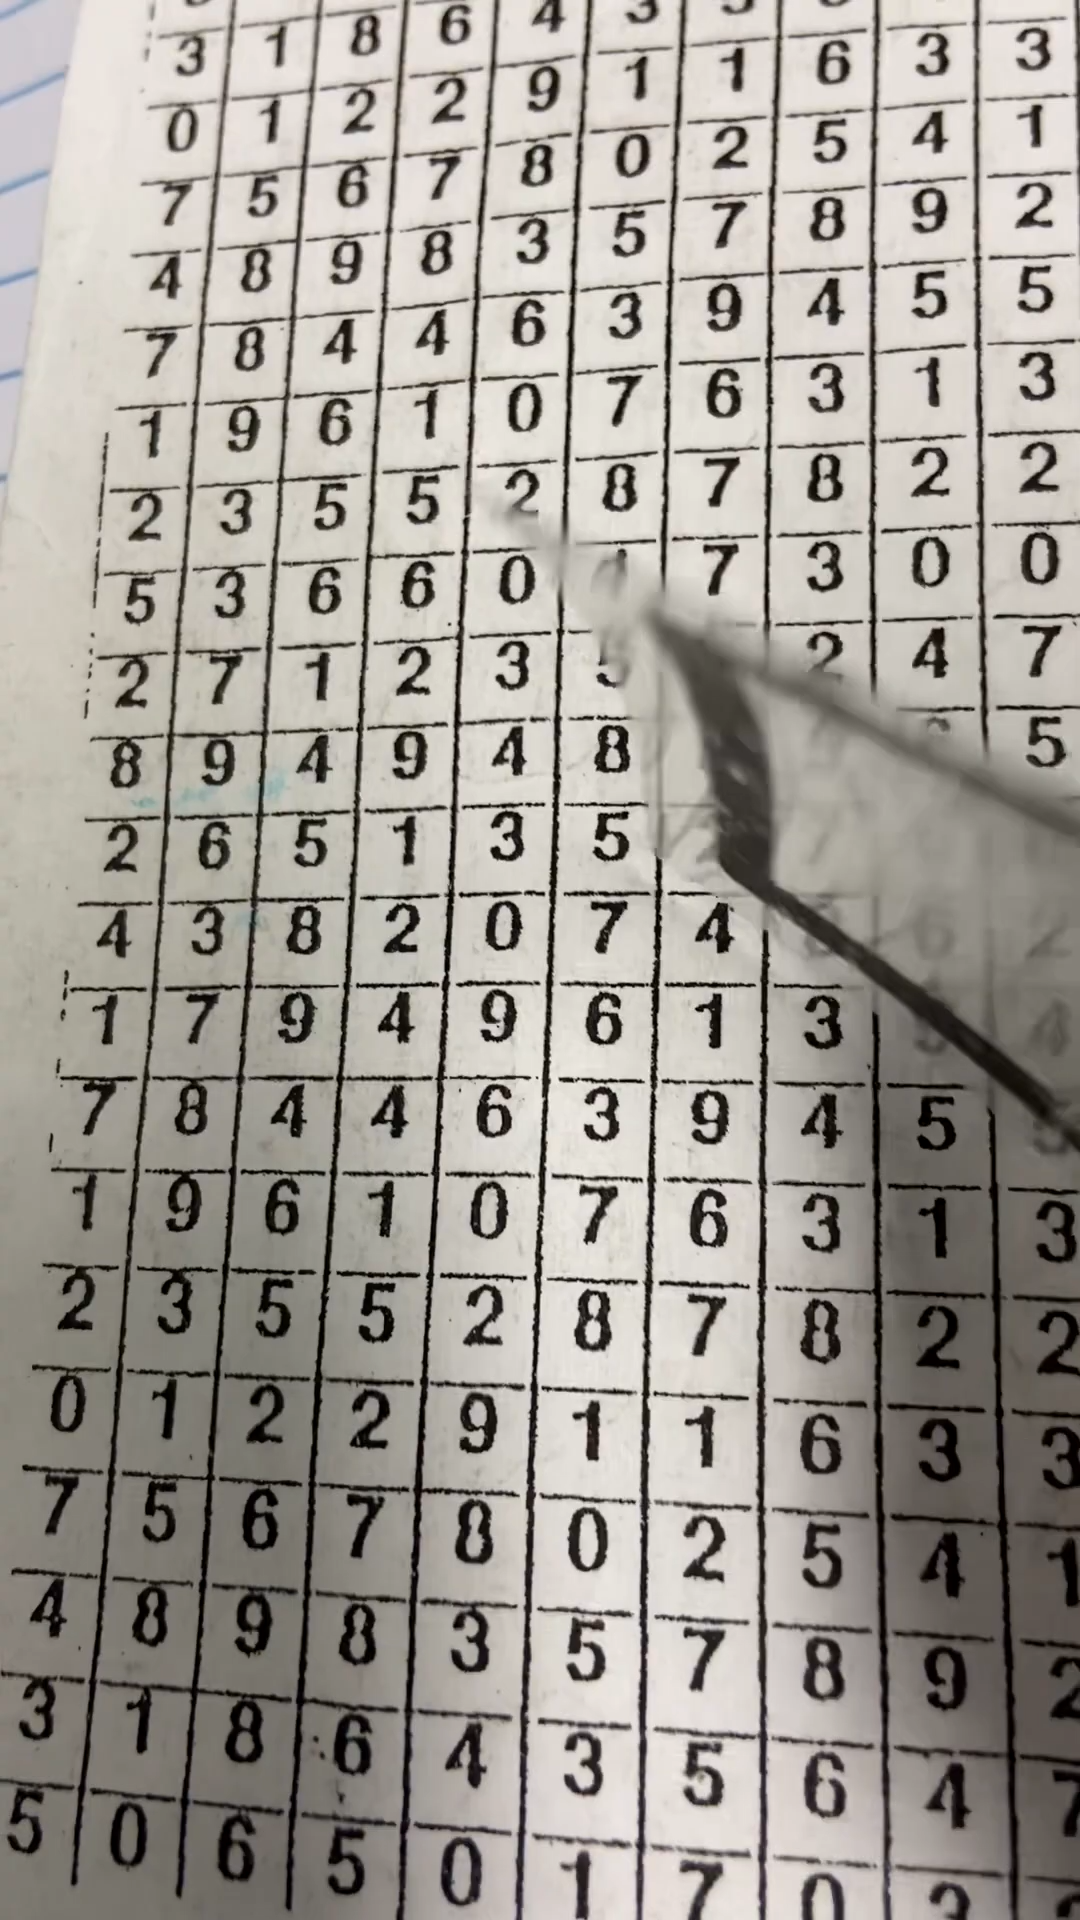 3 1 8 6 4 3
0 1 2 2 9 1 1 6 3 3
7 5 6 7 8 0 2 5 4 1
4 8 9 8 3 5 7 8 9 2
7 8 4 4 6 3 9 4 5 5
1 9 6 1 0 7 6 3 1 3
2 3 5 5 2 8 7 8 2 2
5 3 6 6 0 7 3 0 0
2 7 1 2 3 5 2 4 7
8 9 4 9 4 8 5
2 6 5 1 3 5
4 3 8 2 0 7 4
1 7 9 4 9 6 1 3
7 8 4 4 6 3 9 4 5
1 9 6 1 0 7 6 3 1 3
2 3 5 5 2 8 7 8 2 2
0 1 2 2 9 1 1 6 3 3
7 5 6 7 8 0 2 5 4 1
4 8 9 8 3 5 7 8 9 2
3 1 8 6 4 3 5 6 4 7
5 0 6 5 0 1 7 0